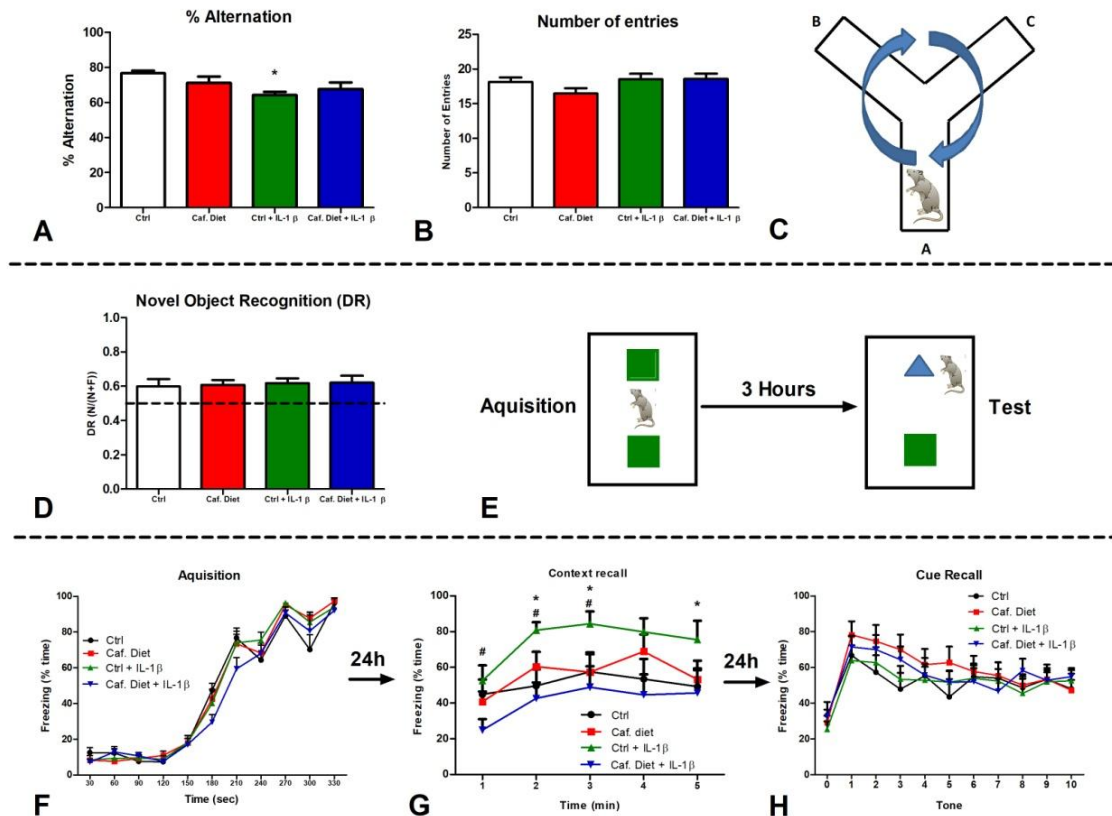 % Alternation
% Alternation
100
80
60
40
20
0
*
Ctrl
Caf. Diet
Ctrl + IL-1 β
Caf. Diet + IL-1 β
A
Number of entries
Number of Entries
25
20
15
10
5
0
Ctrl
Caf. Diet
Ctrl + IL-1 β
Caf. Diet + IL-1 β
B
B
C
A
C
Novel Object Recognition (DR)
DR (N/(N+F))
1.0
0.8
0.6
0.4
0.2
0.0
Ctrl
Caf. Diet
Ctrl + IL-1 β
Caf. Diet + IL-1 β
D
Aquisition
3 Hours
Test
E
Aquisition
Freezing (% time)
100
80
60
40
20
0
Ctrl
Caf. Diet
Ctrl + IL-1β
Caf. Diet + IL-1β
30 60 90 120 150 180 210 240 270 300 330
Time (sec)
F
24h
Context recall
Freezing (% time)
100
80
60
40
20
0
#
*
#
*
#
*
Ctrl
Caf. diet
Ctrl + IL-1β
Caf. Diet + IL-1β
1 2 3 4 5
Time (min)
G
24h
Cue Recall
Freezing (% time)
100
80
60
40
20
0
Ctrl
Caf. Diet
Ctrl + IL-1β
Caf. Diet + IL-1β
0 1 2 3 4 5 6 7 8 9 10
Tone
H